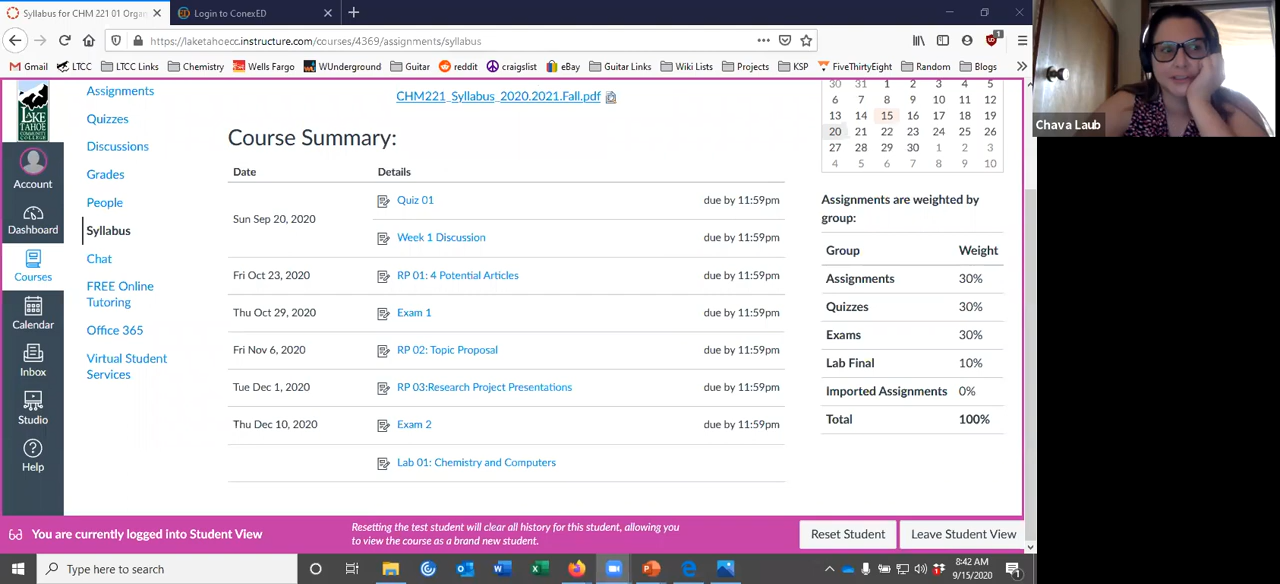 Syllabus for CHM 221 01 Orga
Login to ConexED
https://laketahoecc.instructure.com/courses/4369/assignments/syllabus
1
Gmail LTCC LTCC Links Chemistry Wells Fargo WUnderground Guitar reddit craigslist eBay Guitar Links Wiki Lists Projects KSP FiveThirtyEight Random Blogs
LAKE
TAHOE
Account
Dashboard
Courses
Calendar
Inbox
Studio
Help
Assignments
Quizzes
Discussions
Grades
People
Syllabus
Chat
FREE Online
Tutoring
Office 365
Virtual Student
Services
CHM221_Syllabus_2020.2021.Fall.pdf
Course Summary:
Date Details
Sun Sep 20, 2020 Quiz 01 due by 11:59pm
Week 1 Discussion due by 11:59pm
Fri Oct 23, 2020 RP 01: 4 Potential Articles due by 11:59pm
Thu Oct 29, 2020 Exam 1 due by 11:59pm
Fri Nov 6, 2020 RP 02: Topic Proposal due by 11:59pm
Tue Dec 1, 2020 RP 03:Research Project Presentations due by 11:59pm
Thu Dec 10, 2020 Exam 2 due by 11:59pm
Lab 01: Chemistry and Computers
30 31 1 2 3 4 5
6 7 8 9 10 11 12
13 14 15 16 17 18 19
20 21 22 23 24 25 26
27 28 29 30 1 2 3
4 5 6 7 8 9 10
Assignments are weighted by
group:
Group Weight
Assignments 30%
Quizzes 30%
Exams 30%
Lab Final 10%
Imported Assignments 0%
Total 100%
Chava Laub
You are currently logged into Student View
Resetting the test student will clear all history for this student, allowing you
to view the course as a brand new student.
Reset Student
Leave Student View
Type here to search
8:42 AM
9/15/2020
1